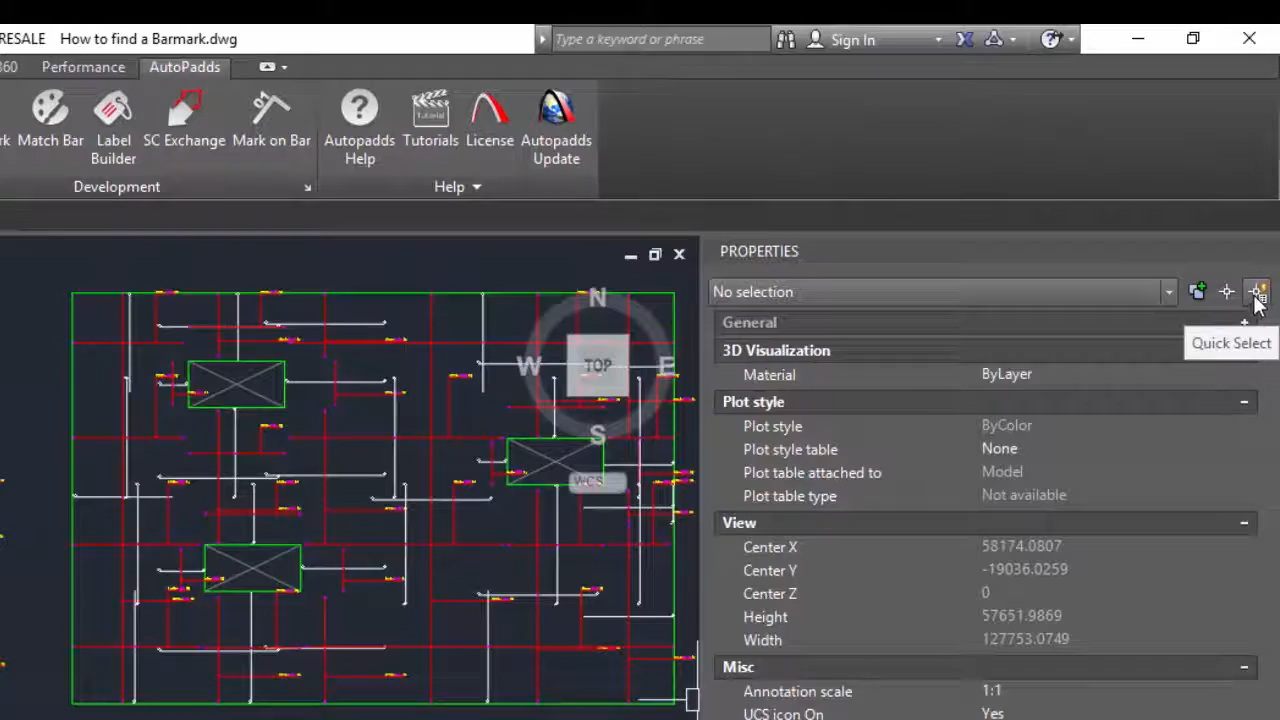 RESALE How to find a Barmark.dwg
Type a keyword or phrase
Sign In
360 Performance AutoPadds
rk Match Bar Label Builder SC Exchange Mark on Bar Autopadds Help Tutorials License Autopadds Update
Tutorial
Development Help
PROPERTIES
No selection
Quick Select
General
3D Visualization
Material ByLayer
Plot style
Plot style ByColor
Plot style table None
Plot table attached to Model
Plot table type Not available
View
Center X 58174.0807
Center Y -19036.0259
Center Z 0
Height 57651.9869
Width 127753.0749
Misc
Annotation scale 1:1
UCS icon On Yes
N
W TOP E
S
WCS